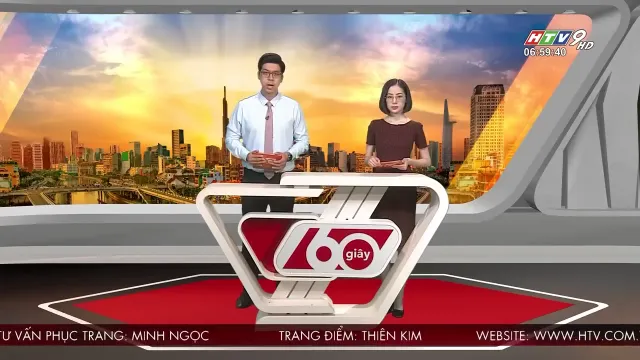 HTV9 HD
06:59:40
60 giây
TƯ VẤN PHỤC TRANG: MINH NGỌC TRANG ĐIỂM: THIÊN KIM WEBSITE: WWW.HTV.COM